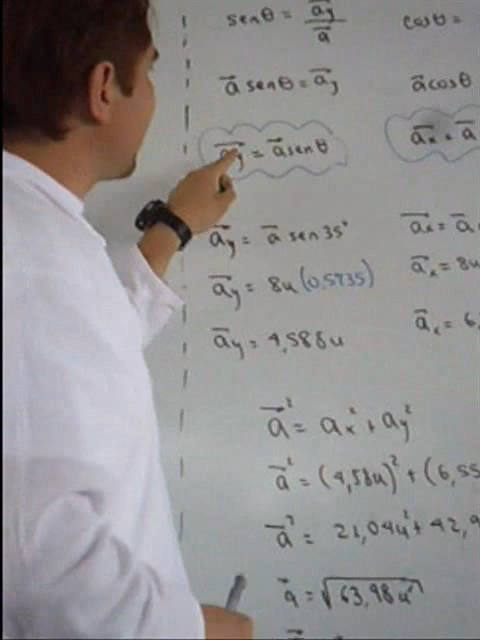 senθ = a⃗y / a⃗ cosθ =
a⃗ senθ = a⃗y a⃗ cosθ
a⃗y = a⃗ senθ a⃗x = a⃗
a⃗y = a⃗ sen 35° a⃗x = a⃗
a⃗y = 8u (0,5735) a⃗x = 8u
a⃗y = 4,588u a⃗x = 6,
a⃗² = ax² + ay²
a⃗² = (4,58u)² + (6,55
a⃗² = 21,04u² + 42,9
a⃗ = √63,98u²